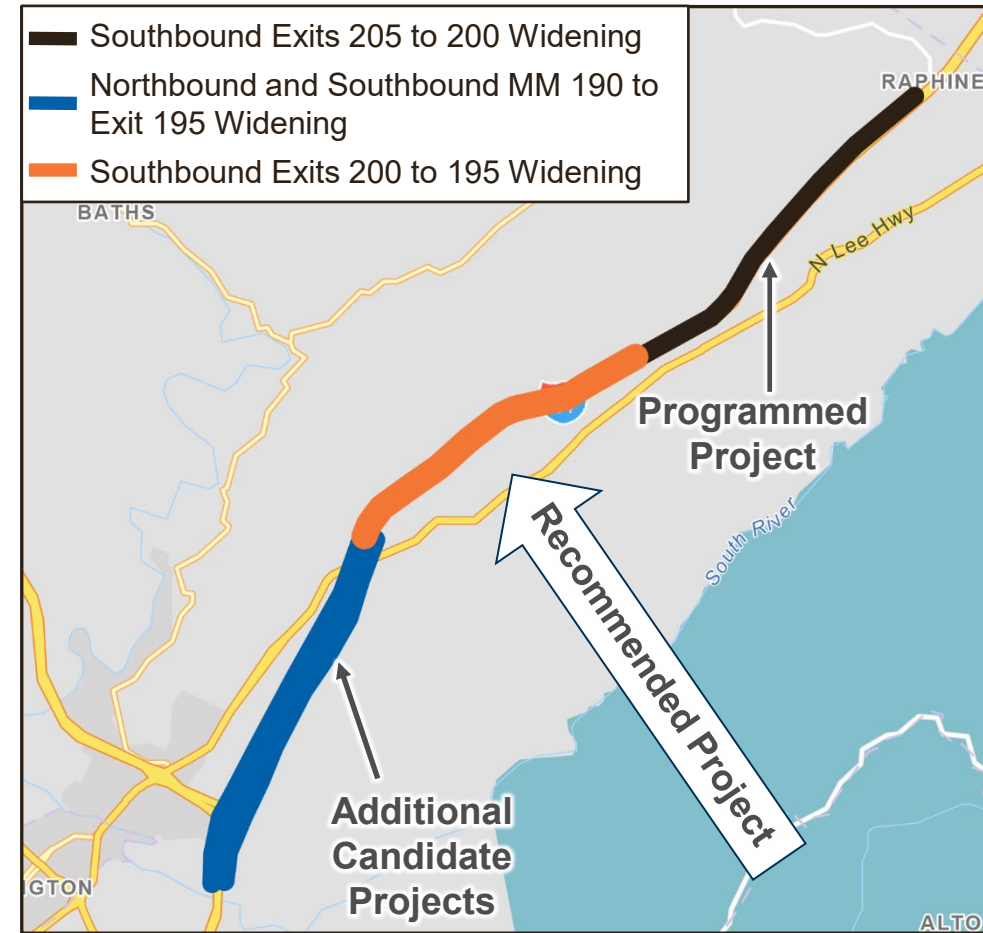 Southbound Exits 205 to 200 Widening
Northbound and Southbound MM 190 to
Exit 195 Widening
Southbound Exits 200 to 195 Widening
RAPHINE
BATHS
N Lee Hwy
Programmed
Project
South River
Recommended Project
Additional
Candidate
Projects
NGTON
ALTO